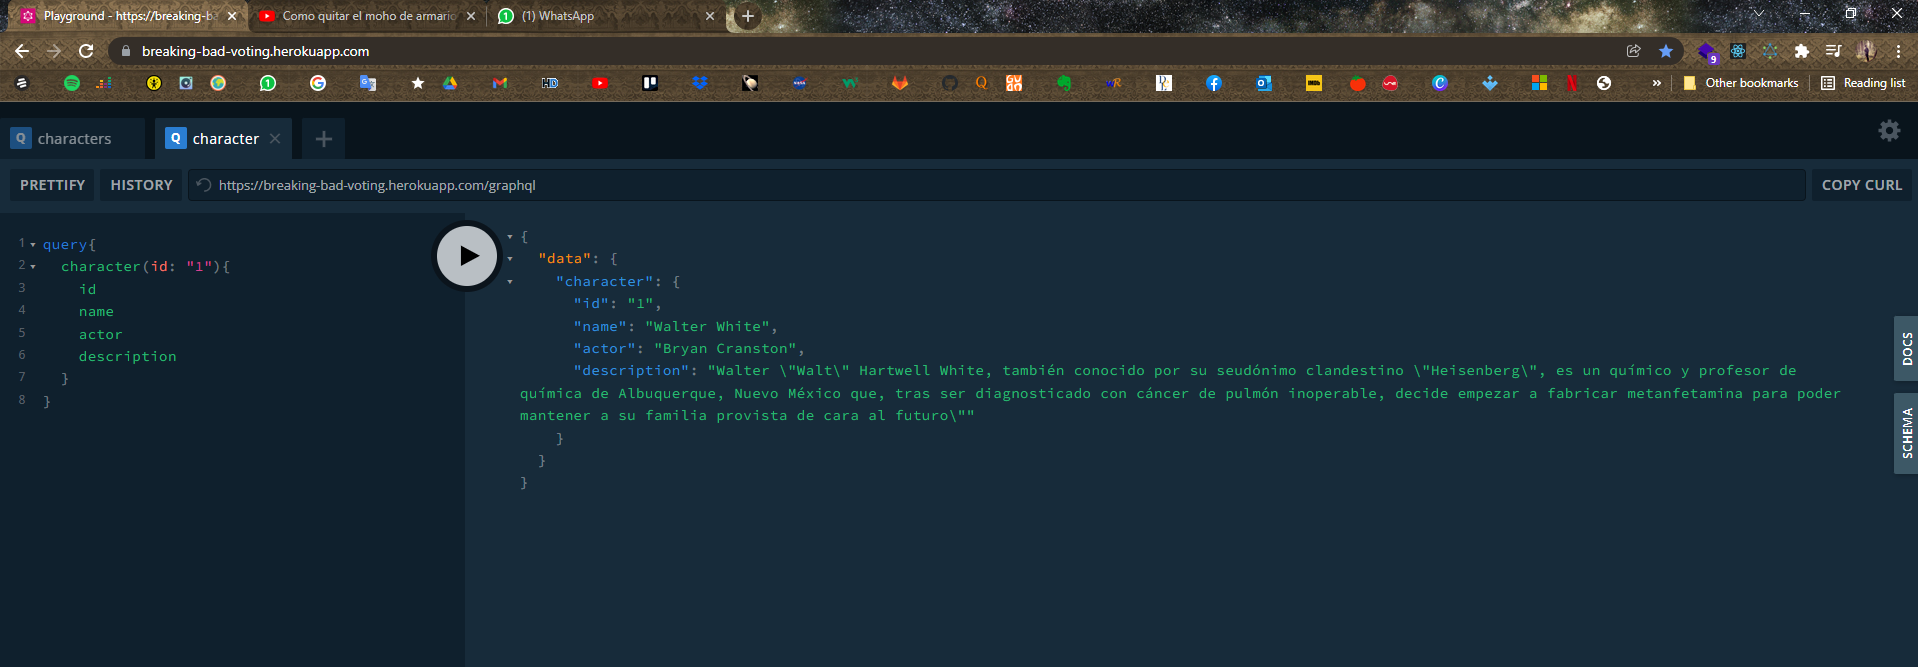 Playground - https://breaking-ba
Como quitar el moho de armario
(1) WhatsApp
breaking-bad-voting.herokuapp.com
9
Other bookmarks
Reading list
Q characters
Q character
PRETTIFY
HISTORY
https://breaking-bad-voting.herokuapp.com/graphql
COPY CURL
1 query{
2 character(id: "1"){
3 id
4 name
5 actor
6 description
7 }
8 }
{
"data": {
"character": {
"id": "1",
"name": "Walter White",
"actor": "Bryan Cranston",
"description": "Walter \"Walt\" Hartwell White, también conocido por su seudónimo clandestino \"Heisenberg\", es un químico y profesor de
química de Albuquerque, Nuevo México que, tras ser diagnosticado con cáncer de pulmón inoperable, decide empezar a fabricar metanfetamina para poder
mantener a su familia provista de cara al futuro\""
}
}
}
DOCS
SCHEMA